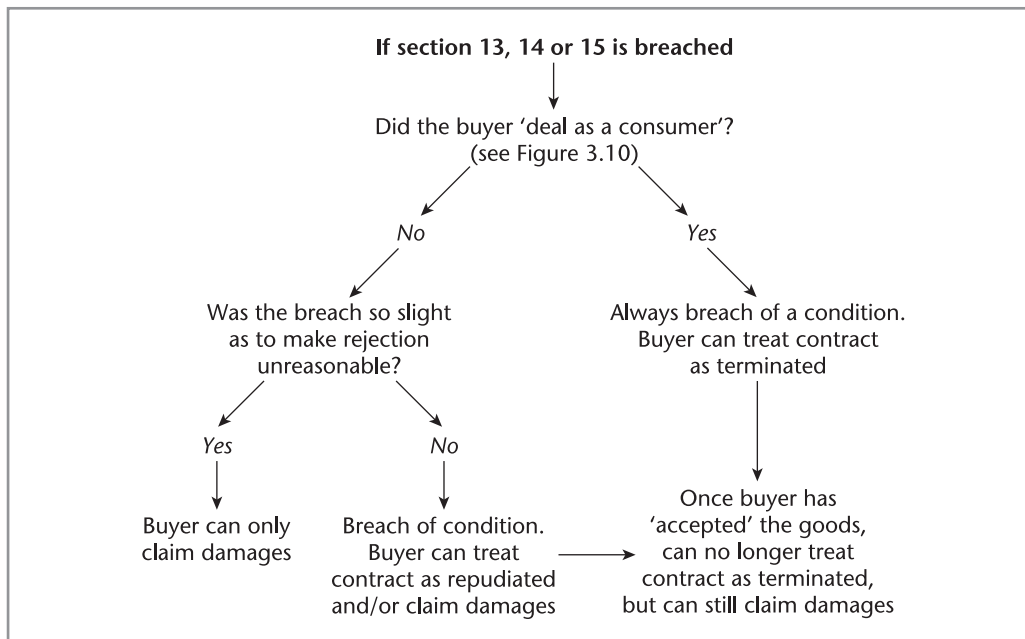 If section 13, 14 or 15 is breached
Did the buyer ‘deal as a consumer’?
(see Figure 3.10)
No
Yes
Was the breach so slight
as to make rejection
unreasonable?
Always breach of a condition.
Buyer can treat contract
as terminated
Yes
No
Buyer can only
claim damages
Breach of condition.
Buyer can treat
contract as repudiated
and/or claim damages
Once buyer has
‘accepted’ the goods,
can no longer treat
contract as terminated,
but can still claim damages